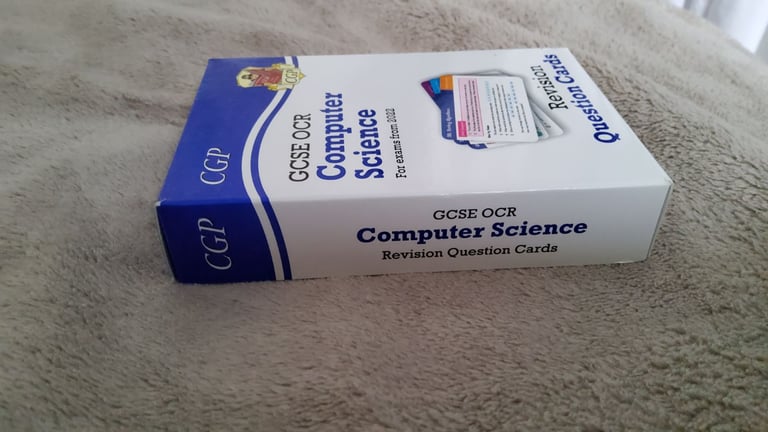 CGP
GCSE OCR
Computer
Science
For exams from 2022
Revision
Question Cards
CGP
CGP
GCSE OCR
Computer Science
Revision Question Cards